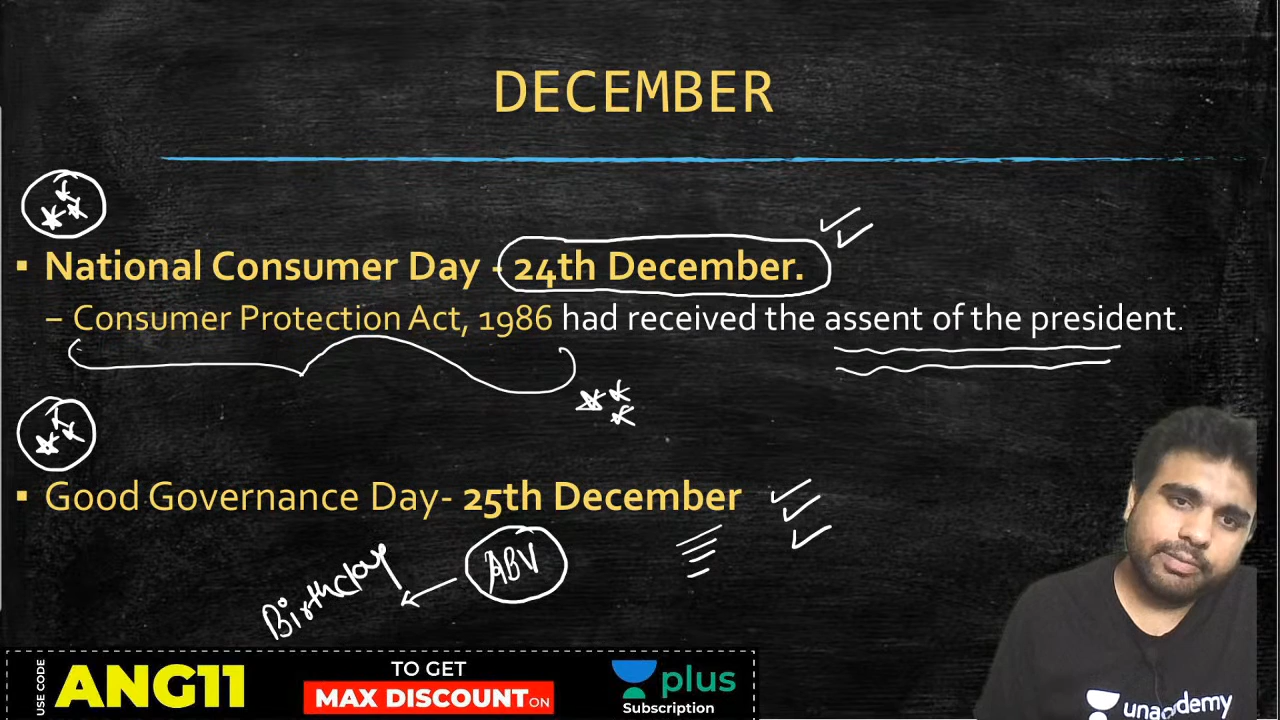 DECEMBER
▪ National Consumer Day - 24th December.
– Consumer Protection Act, 1986 had received the assent of the president.
▪ Good Governance Day- 25th December
ABV
Birthday
USE CODE
ANG11
TO GET
MAX DISCOUNT ON
plus
Subscription
unacademy